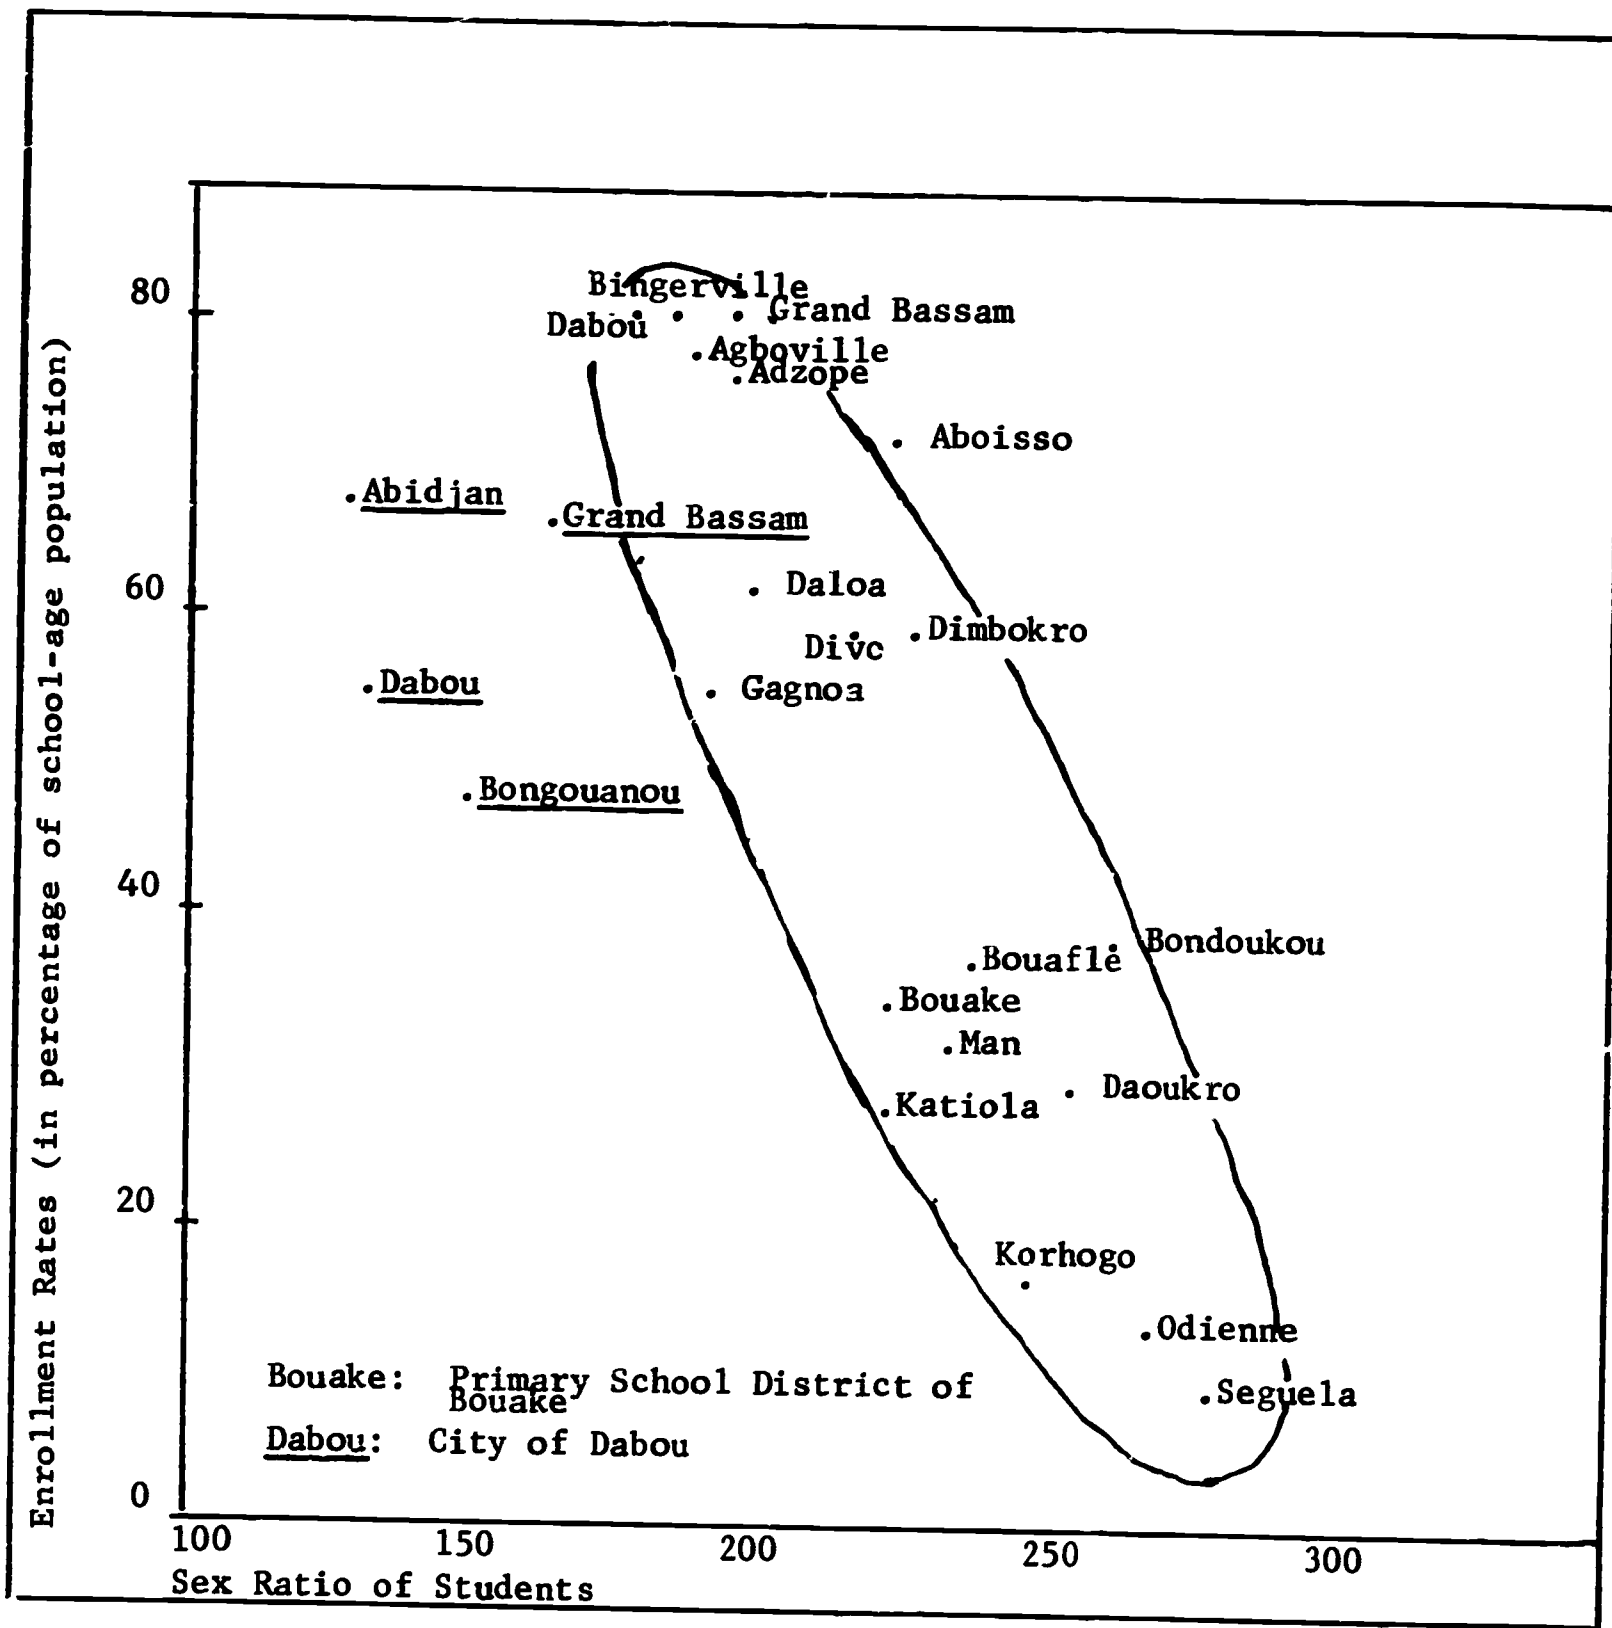 Enrollment Rates (in percentage of school-age population)
80
60
40
20
0
Bingerville
Grand Bassam
Dabou
Agboville
Adzope
Aboisso
Abidjan
Grand Bassam
Daloa
Dimbokro
Divc
Dabou
Gagnoa
Bongouanou
Bondoukou
Bouaflé
Bouake
Man
Daoukro
Katiola
Korhogo
Odienne
Seguela
Bouake: Primary School District of
Bouake
Dabou: City of Dabou
100 150 200 250 300
Sex Ratio of Students